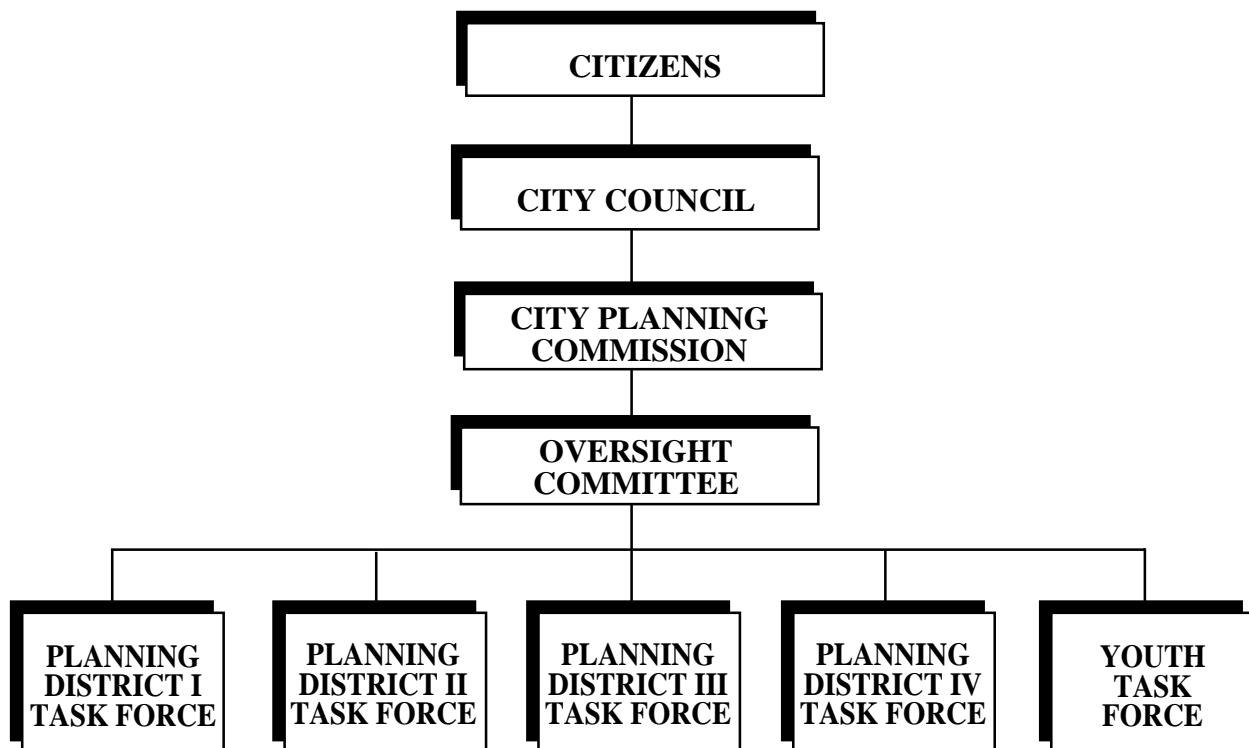 CITIZENS
CITY COUNCIL
CITY PLANNING
COMMISSION
OVERSIGHT
COMMITTEE
PLANNING
DISTRICT I
TASK FORCE
PLANNING
DISTRICT II
TASK FORCE
PLANNING
DISTRICT III
TASK FORCE
PLANNING
DISTRICT IV
TASK FORCE
YOUTH
TASK
FORCE